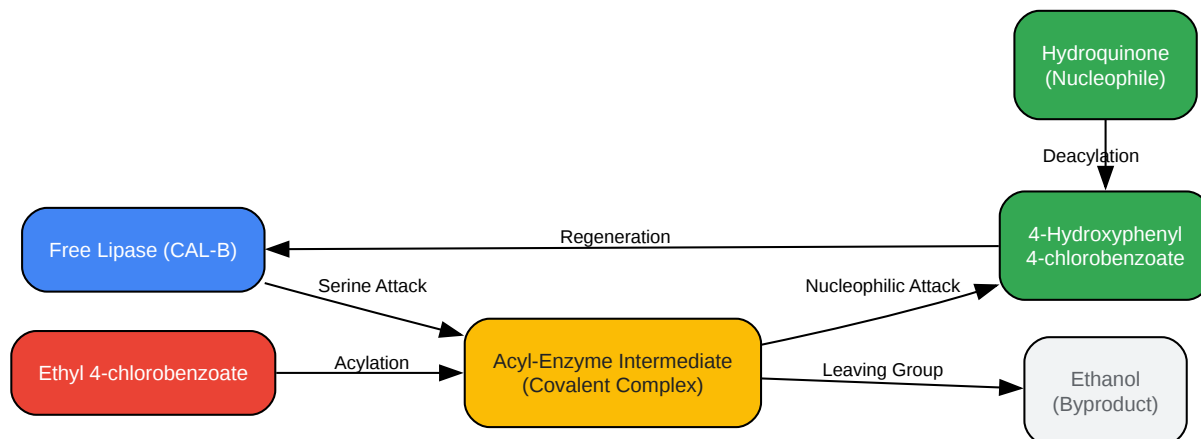 Hydroquinone
(Nucleophile)
Deacylation
Free Lipase (CAL-B)
Regeneration
4-Hydroxyphenyl
4-chlorobenzoate
Serine Attack
Nucleophilic Attack
Ethyl 4-chlorobenzoate
Acylation
Acyl-Enzyme Intermediate
(Covalent Complex)
Leaving Group
Ethanol
(Byproduct)